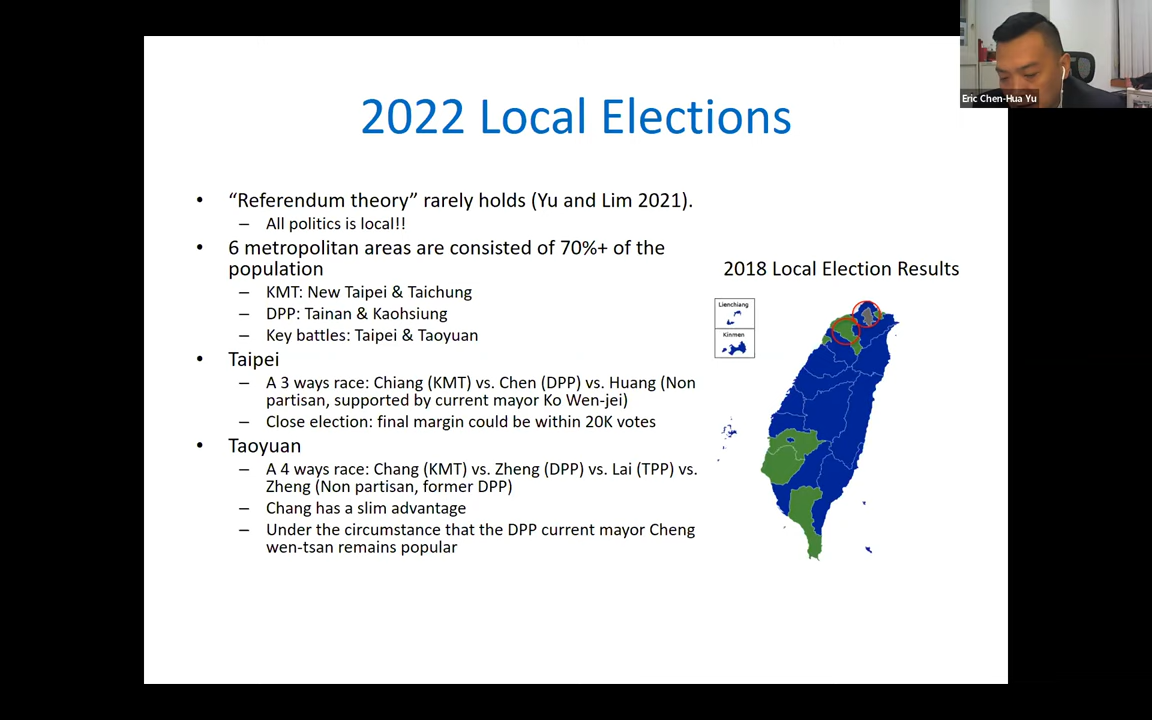 2022 Local Elections
• “Referendum theory” rarely holds (Yu and Lim 2021).
– All politics is local!!
• 6 metropolitan areas are consisted of 70%+ of the
population
– KMT: New Taipei & Taichung
– DPP: Tainan & Kaohsiung
– Key battles: Taipei & Taoyuan
• Taipei
– A 3 ways race: Chiang (KMT) vs. Chen (DPP) vs. Huang (Non
partisan, supported by current mayor Ko Wen-jei)
– Close election: final margin could be within 20K votes
• Taoyuan
– A 4 ways race: Chang (KMT) vs. Zheng (DPP) vs. Lai (TPP) vs.
Zheng (Non partisan, former DPP)
– Chang has a slim advantage
– Under the circumstance that the DPP current mayor Cheng
wen-tsan remains popular
2018 Local Election Results
Lienchiang
Kinmen
Eric Chen-Hua Yu